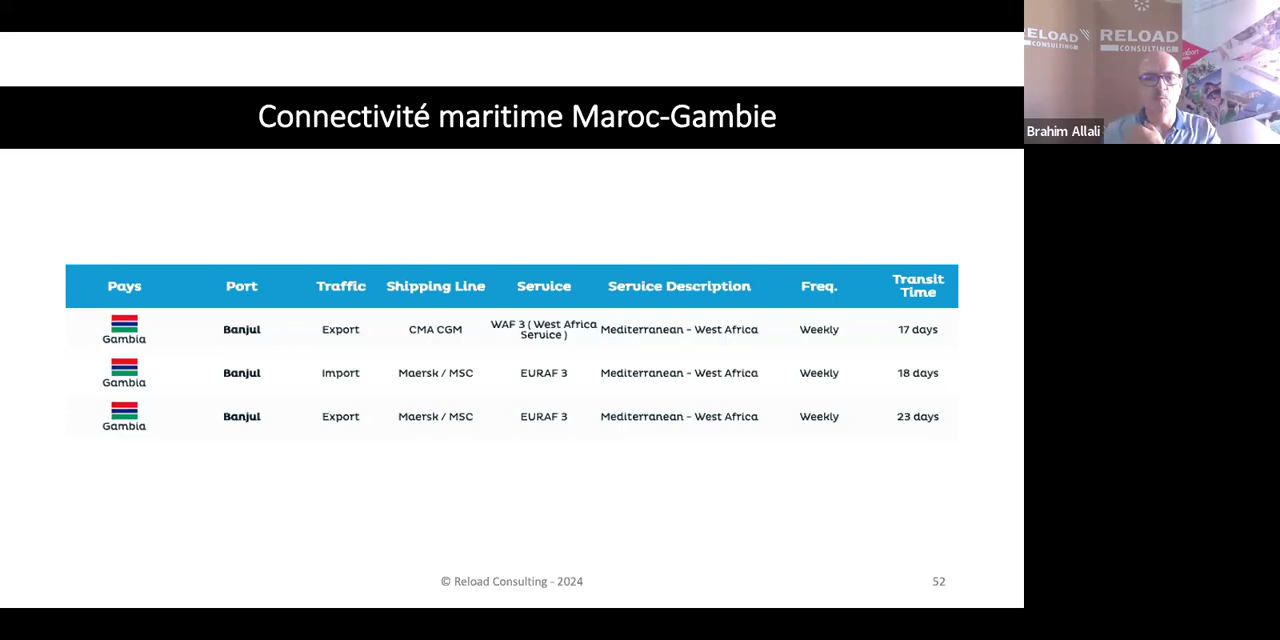 Connectivité maritime Maroc-Gambie
Pays Port Traffic Shipping Line Service Service Description Freq. Transit Time
Gambia Banjul Export CMA CGM WAF 3 ( West Africa Service ) Mediterranean - West Africa Weekly 17 days
Gambia Banjul Import Maersk / MSC EURAF 3 Mediterranean - West Africa Weekly 18 days
Gambia Banjul Export Maersk / MSC EURAF 3 Mediterranean - West Africa Weekly 23 days
© Reload Consulting - 2024
52
ELOAD
CONSULTING
RELOAD
CONSULTING
Brahim Allali